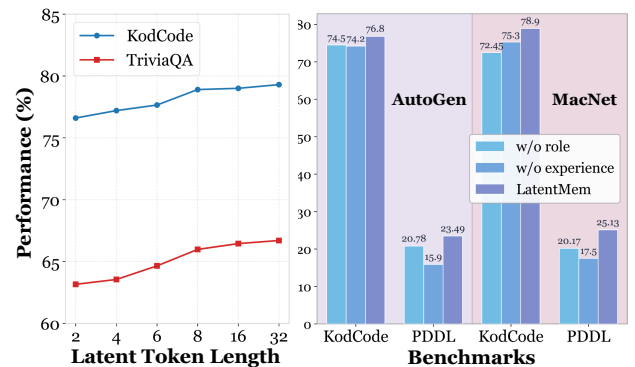 85
80
75
70
65
60
Performance (%)
KodCode
TriviaQA
2 4 6 8 16 32
Latent Token Length
80
70
60
50
40
30
20
10
0
74.5 74.2 76.8
20.78 15.9 23.49
72.45 75.3 78.9
20.17 17.5 25.13
AutoGen MacNet
w/o role
w/o experience
LatentMem
KodCode PDDL KodCode PDDL
Benchmarks